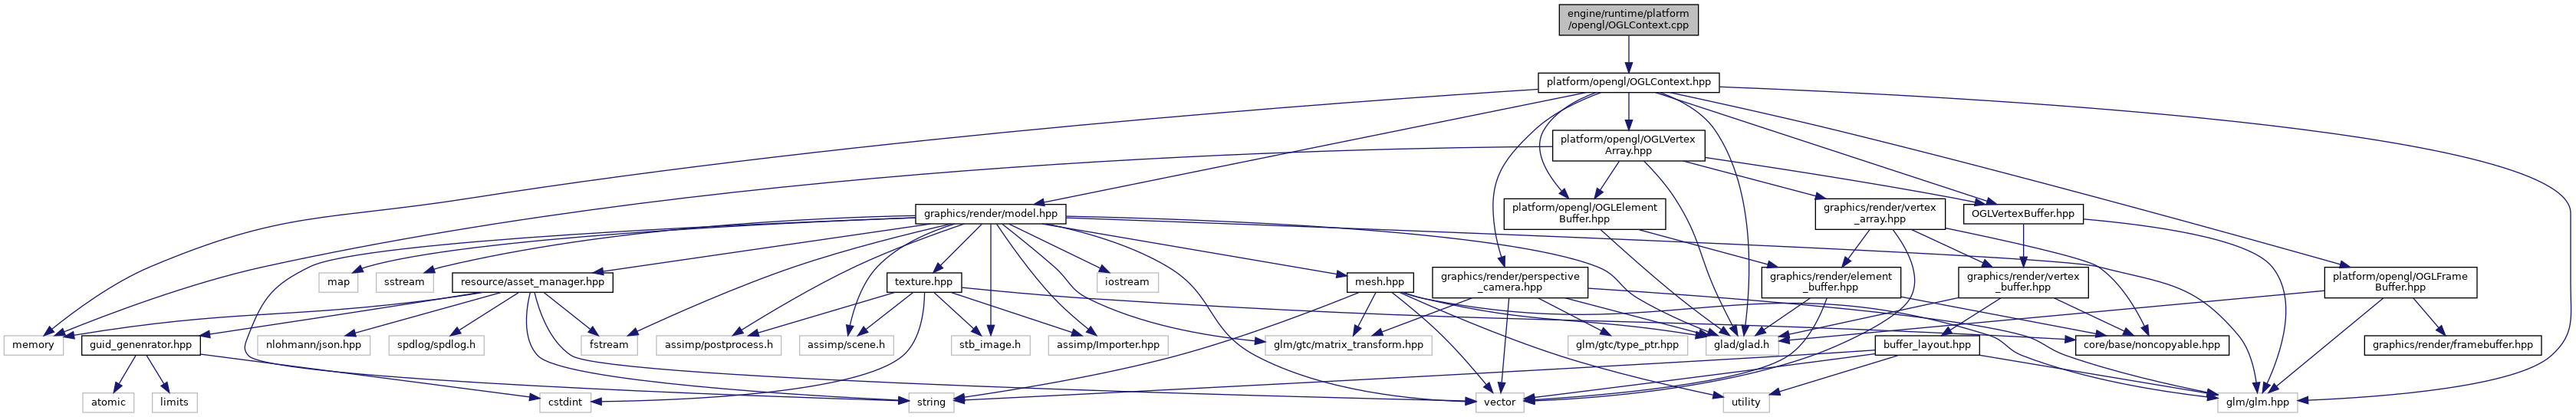 engine/runtime/platform
/opengl/OGLContext.cpp
platform/opengl/OGLContext.hpp
platform/opengl/OGLVertex
Array.hpp
graphics/render/model.hpp
platform/opengl/OGLElement
Buffer.hpp
graphics/render/vertex
_array.hpp
OGLVertexBuffer.hpp
map
sstream
resource/asset_manager.hpp
texture.hpp
iostream
mesh.hpp
graphics/render/perspective
_camera.hpp
graphics/render/element
_buffer.hpp
graphics/render/vertex
_buffer.hpp
platform/opengl/OGLFrame
Buffer.hpp
memory
guid_genenrator.hpp
nlohmann/json.hpp
spdlog/spdlog.h
fstream
assimp/postprocess.h
assimp/scene.h
stb_image.h
assimp/Importer.hpp
glm/gtc/matrix_transform.hpp
glm/gtc/type_ptr.hpp
glad/glad.h
buffer_layout.hpp
core/base/noncopyable.hpp
graphics/render/framebuffer.hpp
atomic
limits
cstdint
string
vector
utility
glm/glm.hpp